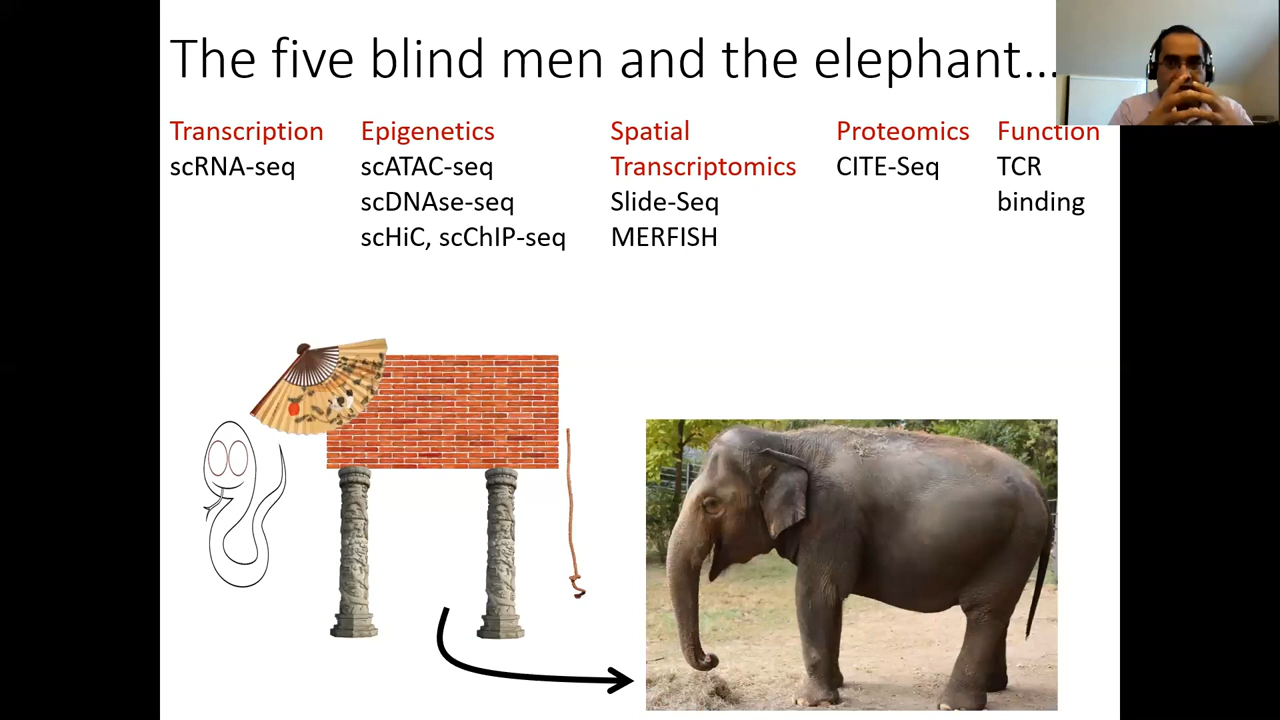 The five blind men and the elephant...
Transcription
scRNA-seq
Epigenetics
scATAC-seq
scDNAse-seq
scHiC, scChIP-seq
Spatial
Transcriptomics
Slide-Seq
MERFISH
Proteomics
CITE-Seq
Function
TCR
binding